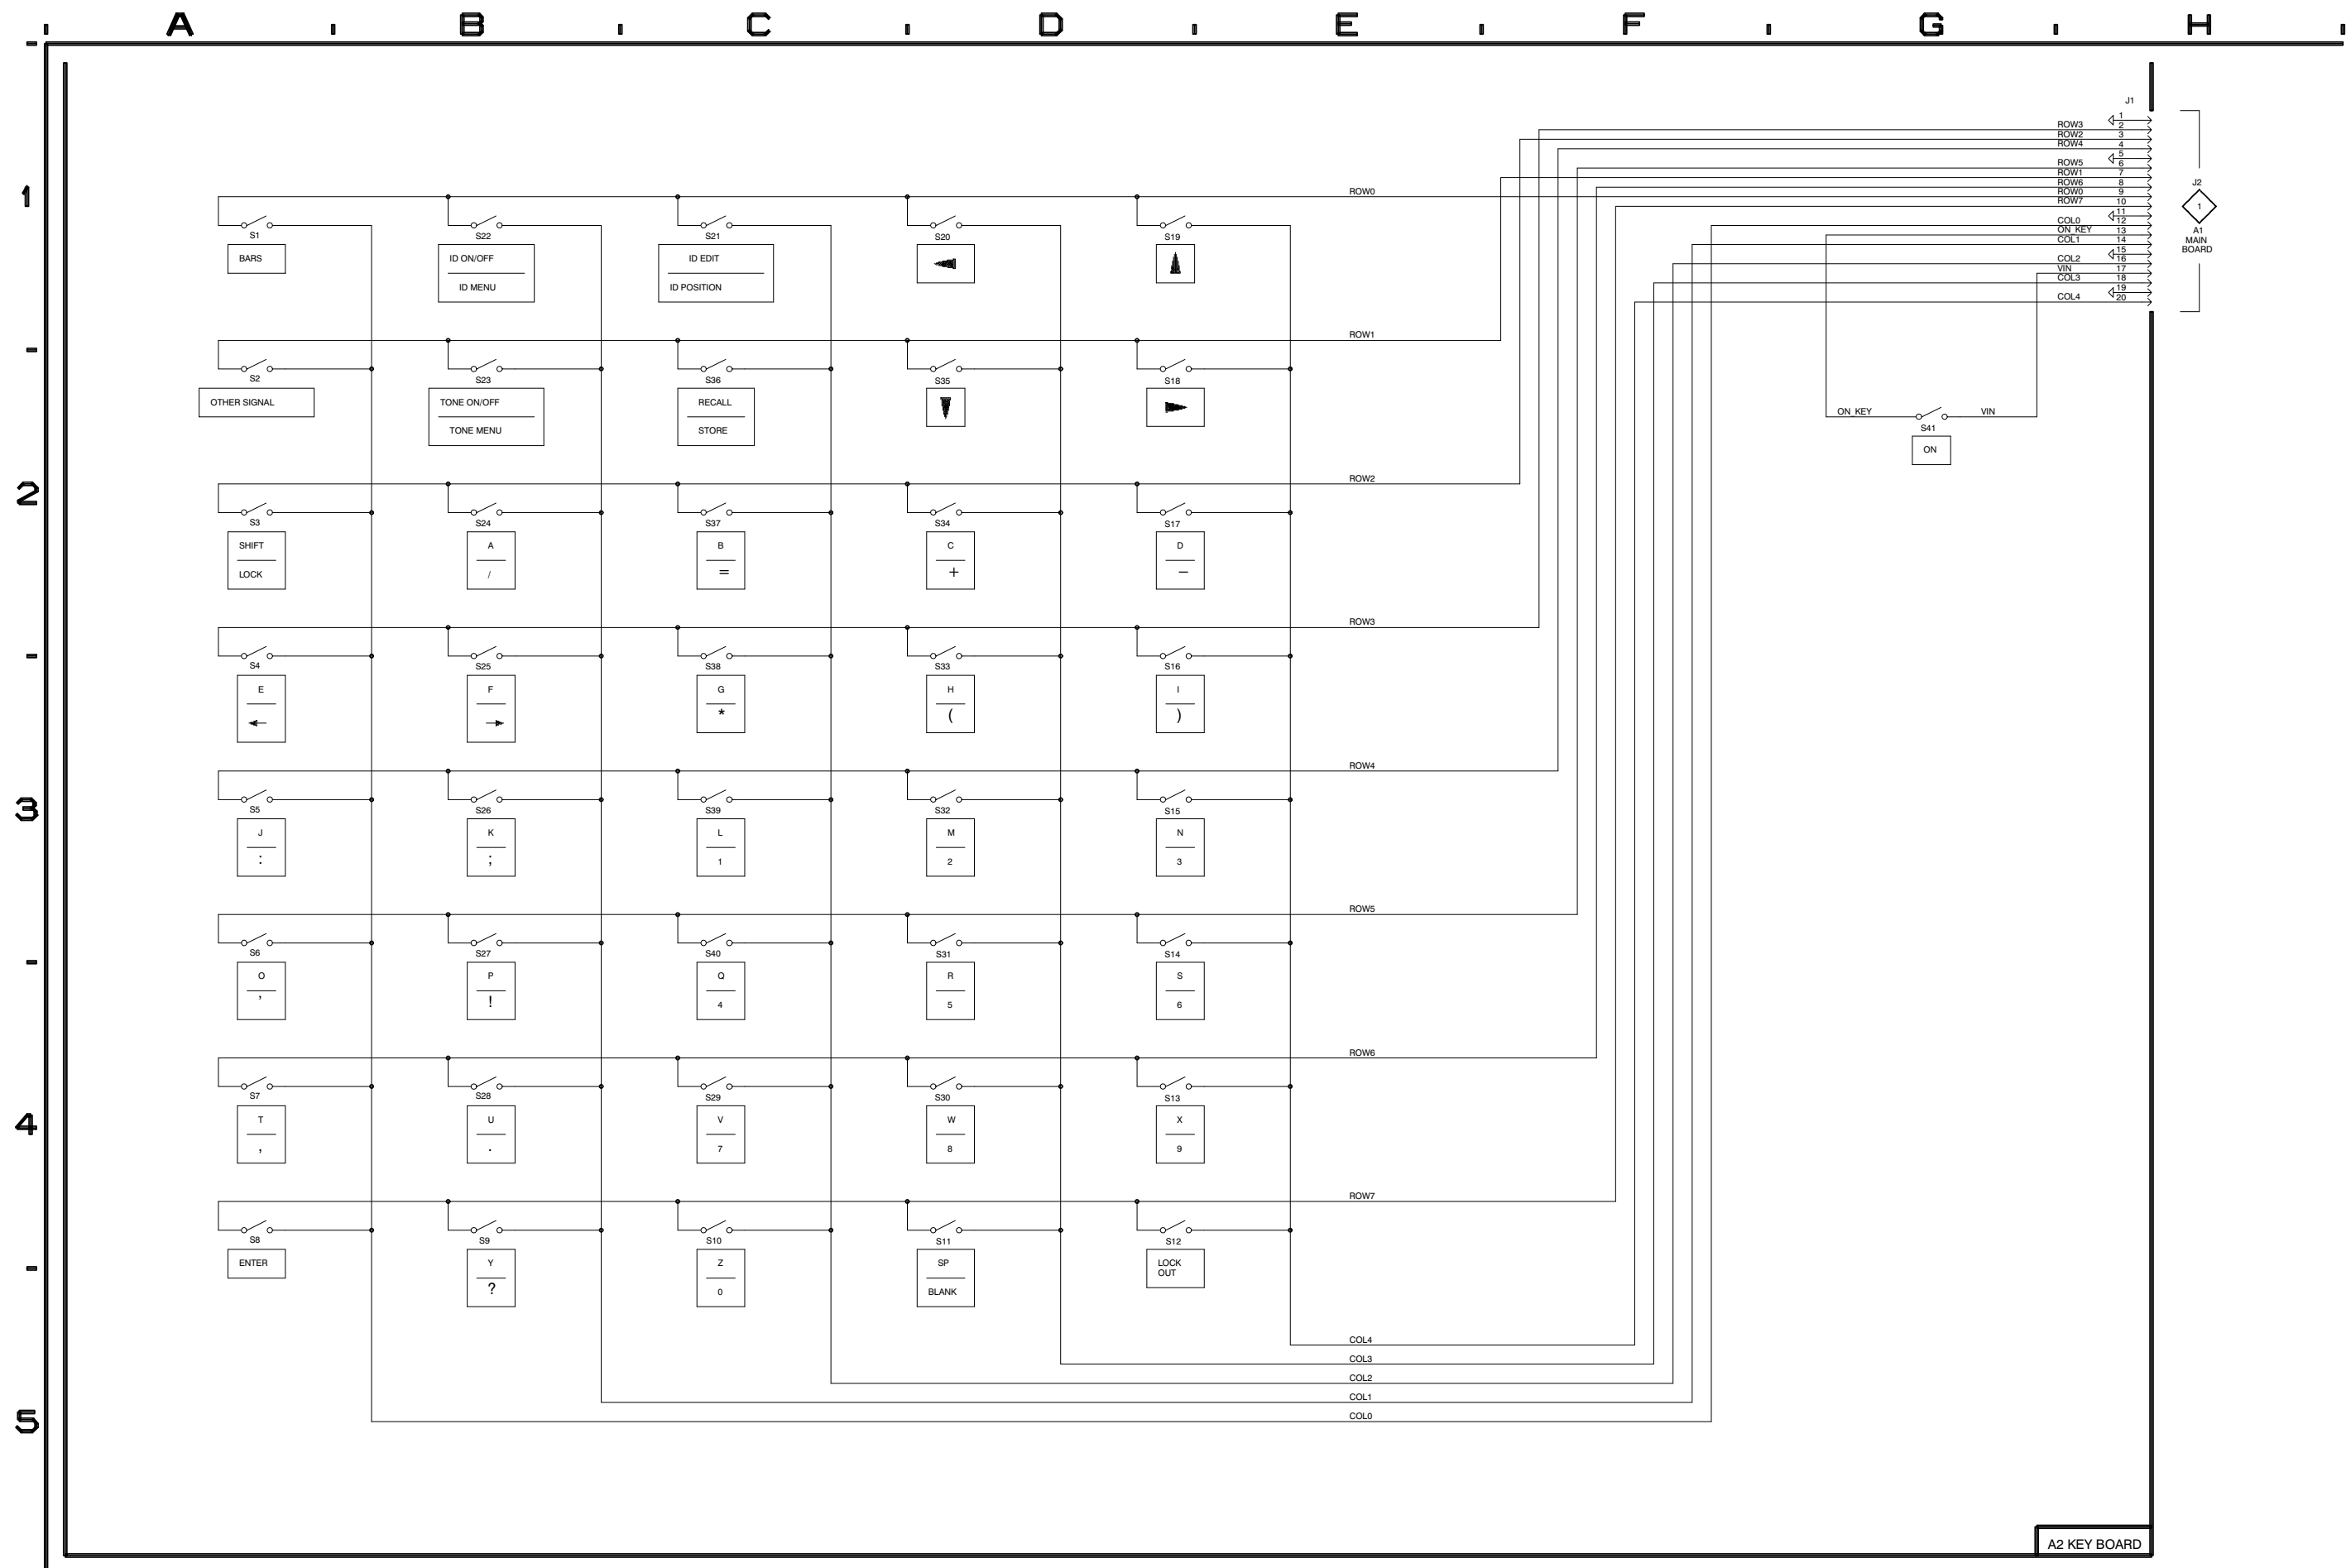 A B C D E F G H
J1
1
ROW3 2
ROW2 3
ROW4 4
5
ROW5 6
ROW1 7
ROW6 8
ROW0 9
ROW7 10
11
COL0 12
ON_KEY 13
COL1 14
15
COL2 16
VIN 17
COL3 18
19
COL4 20
J2
1
A1
MAIN
BOARD
1
ROW0
S1 S22 S21 S20 S19
BARS
ID ON/OFF
ID MENU
ID EDIT
ID POSITION
ROW1
S2 S23 S36 S35 S18
OTHER SIGNAL
TONE ON/OFF
TONE MENU
RECALL
STORE
ON_KEY VIN
S41
ON
2
ROW2
S3 S24 S37 S34 S17
SHIFT A B C D
LOCK / = + −
ROW3
S4 S25 S38 S33 S16
E F G H I
← → * ( )
3
ROW4
S5 S26 S39 S32 S15
J K L M N
: ; 1 2 3
ROW5
S6 S27 S40 S31 S14
O P Q R S
' ! 4 5 6
4
ROW6
S7 S28 S29 S30 S13
T U V W X
, . 7 8 9
ROW7
S8 S9 S10 S11 S12
ENTER Y Z SP LOCK
OUT
? 0 BLANK
COL4
COL3
COL2
COL1
COL0
5
A2 KEY BOARD